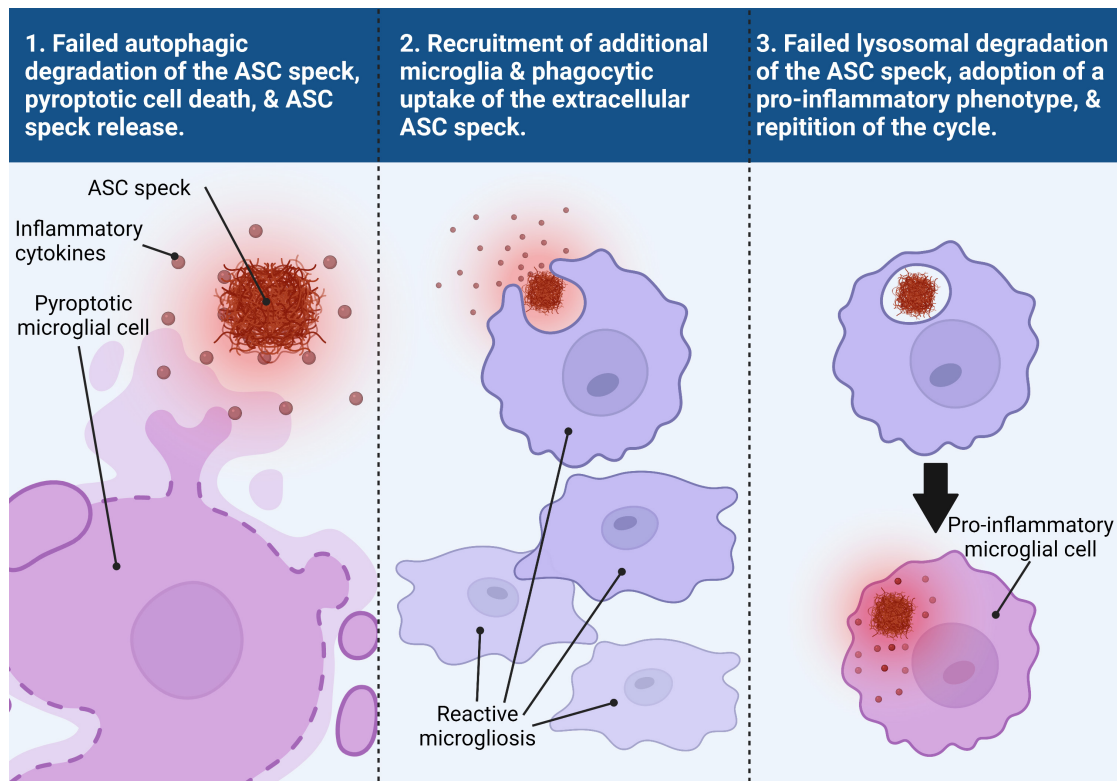 1. Failed autophagic
degradation of the ASC speck,
pyroptotic cell death, & ASC
speck release.
2. Recruitment of additional
microglia & phagocytic
uptake of the extracellular
ASC speck.
3. Failed lysosomal degradation
of the ASC speck, adoption of a
pro-inflammatory phenotype, &
repitition of the cycle.
ASC speck
Inflammatory
cytokines
Pyroptotic
microglial cell
Reactive
microgliosis
Pro-inflammatory
microglial cell